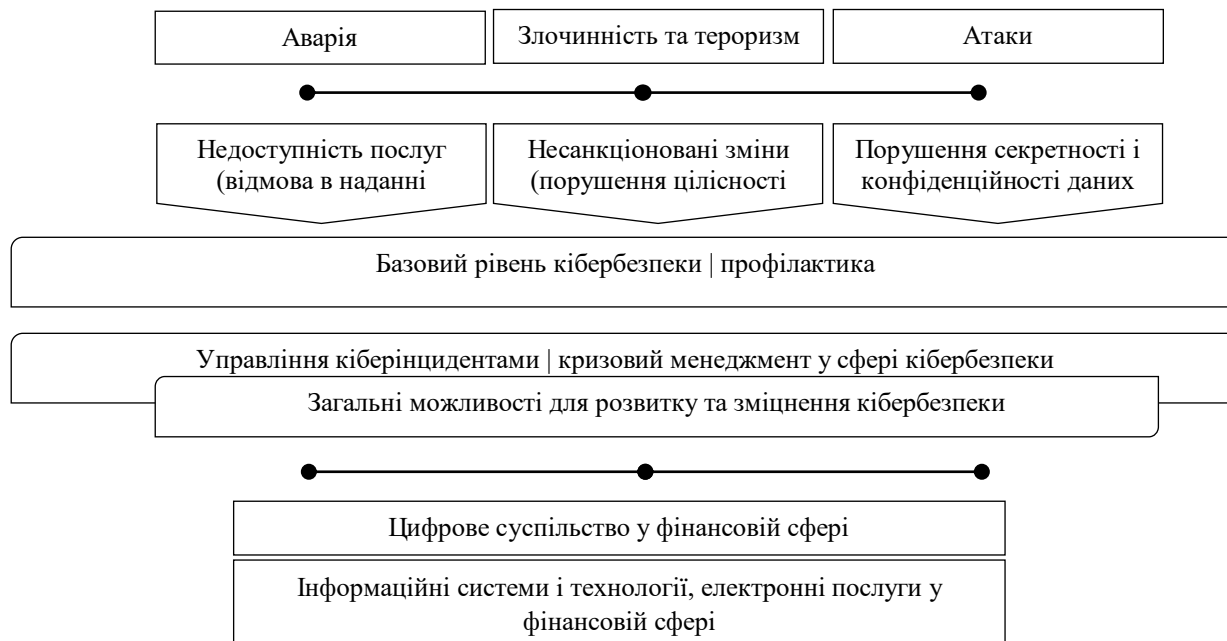 Аварія
Злочинність та тероризм
Атаки
Недоступність послуг
(відмова в наданні
Несанкціоновані зміни
(порушення цілісності
Порушення секретності і
конфіденційності даних
Базовий рівень кібербезпеки | профілактика
Управління кіберінцидентами | кризовий менеджмент у сфері кібербезпеки
Загальні можливості для розвитку та зміцнення кібербезпеки
Цифрове суспільство у фінансовій сфері
Інформаційні системи і технології, електронні послуги у
фінансовій сфері